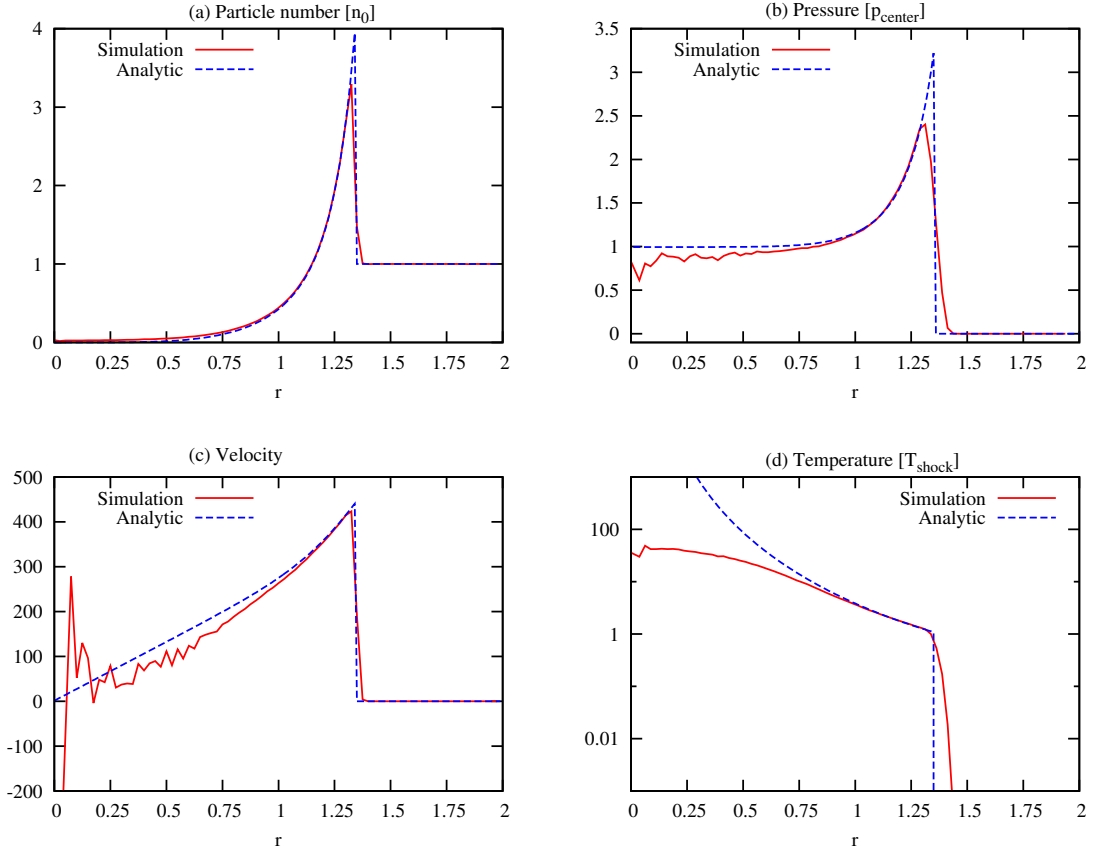 (a) Particle number [n0]
Simulation
Analytic
4
3
2
1
0
0 0.25 0.5 0.75 1 1.25 1.5 1.75 2
r
(b) Pressure [pcenter]
Simulation
Analytic
3.5
3
2.5
2
1.5
1
0.5
0
0 0.25 0.5 0.75 1 1.25 1.5 1.75 2
r
(c) Velocity
Simulation
Analytic
500
400
300
200
100
0
-100
-200
0 0.25 0.5 0.75 1 1.25 1.5 1.75 2
r
(d) Temperature [Tshock]
Simulation
Analytic
100
1
0.01
0 0.25 0.5 0.75 1 1.25 1.5 1.75 2
r